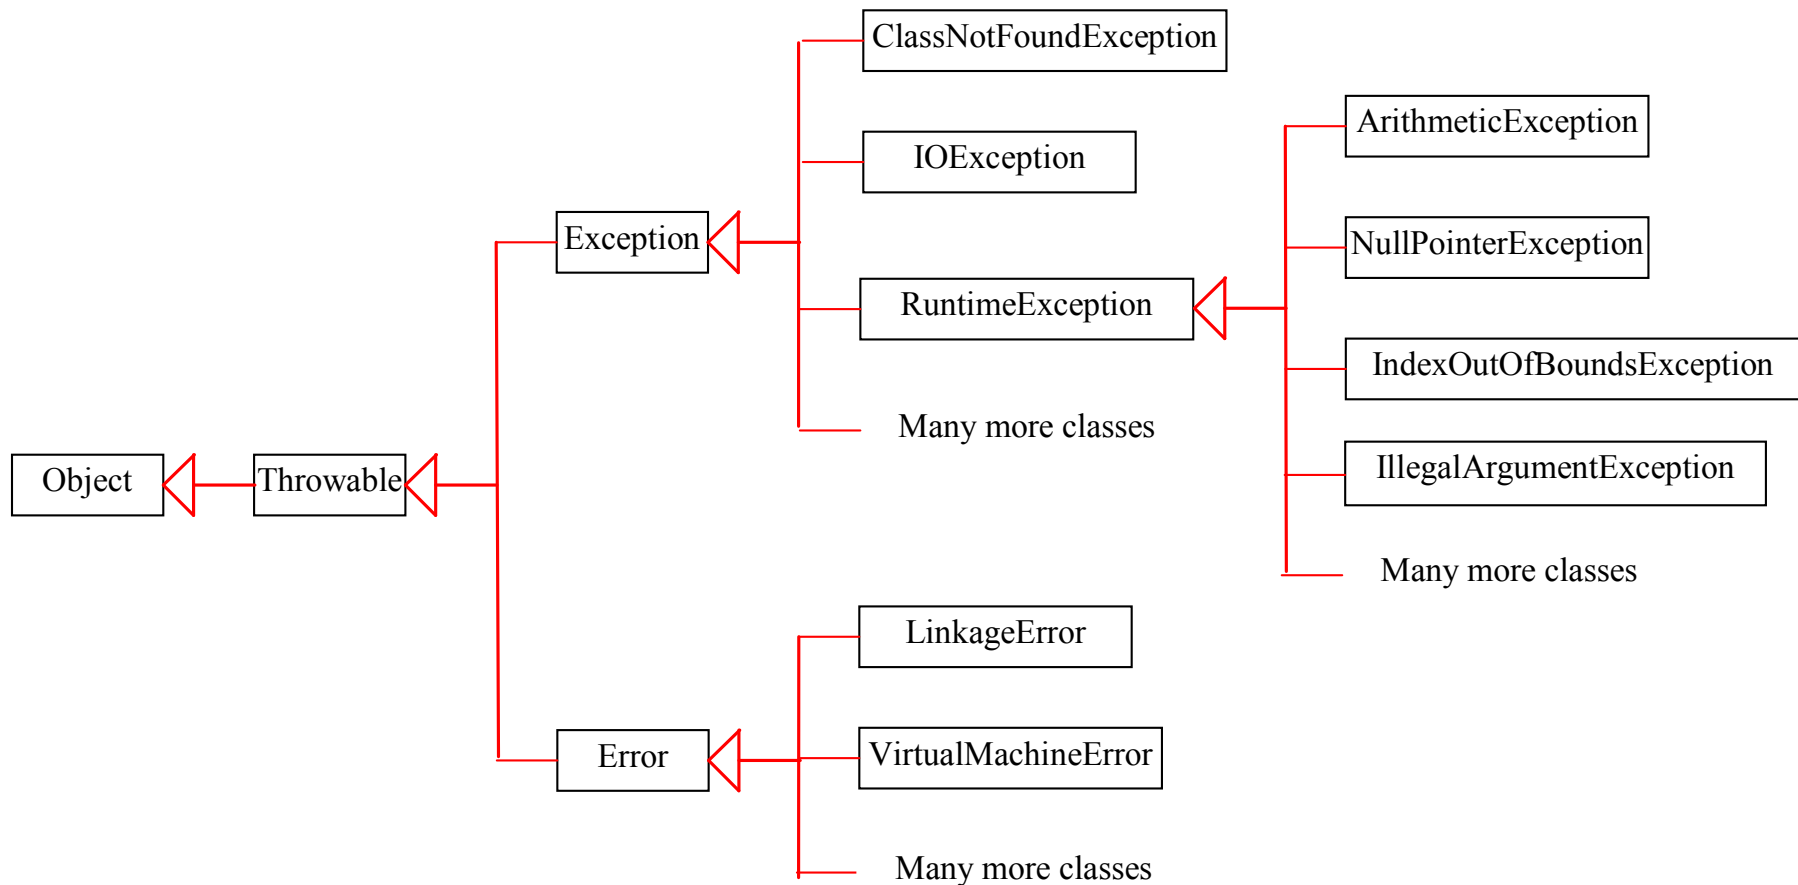 ClassNotFoundException
ArithmeticException
IOException
NullPointerException
Exception
RuntimeException
IndexOutOfBoundsException
Many more classes
Object
Throwable
IllegalArgumentException
Many more classes
LinkageError
Error
VirtualMachineError
Many more classes